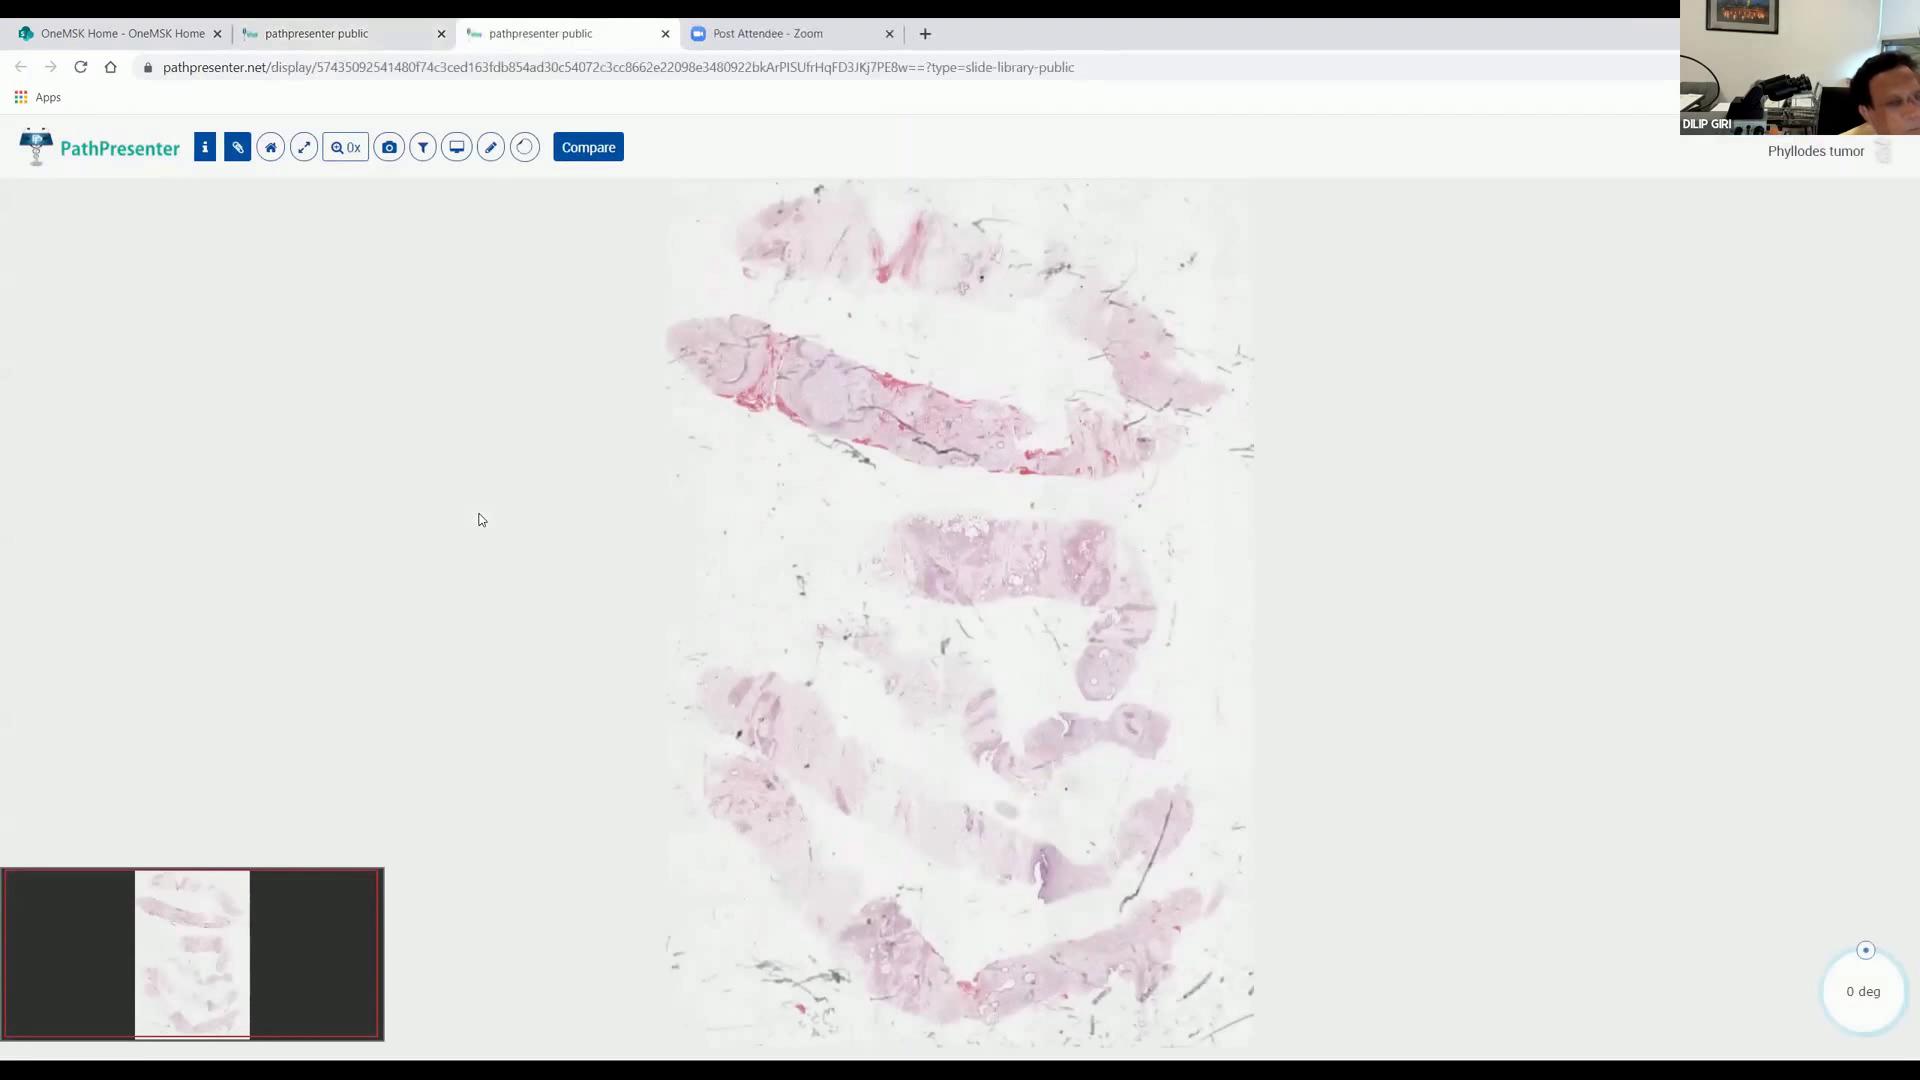 OneMSK Home - OneMSK Home
pathpresenter public
pathpresenter public
Post Attendee - Zoom
pathpresenter.net/display/57435092541480f74c3ced163fdb854ad30c54072c3cc8662e22098e3480922bkArPISUfrHqFD3JKj7PE8w==?type=slide-library-public
Apps
PathPresenter
0x
Compare
DILIP GIRI
Phyllodes tumor
0 deg